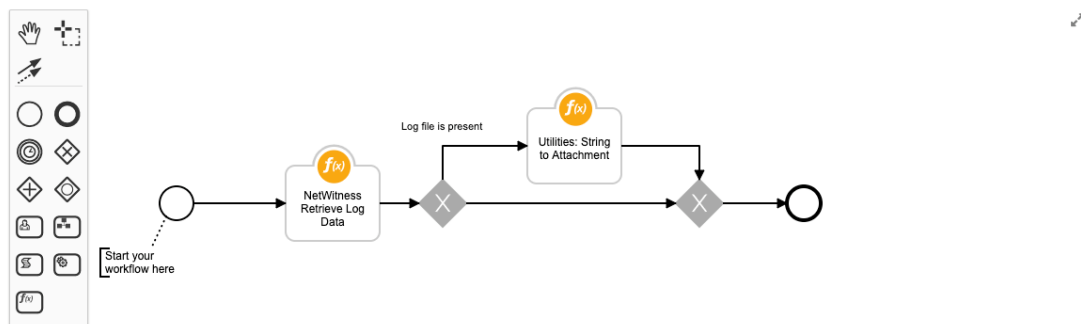 Log file is present
f(x)
Utilities: String
to Attachment
f(x)
NetWitness
Retrieve Log
Data
X
X
Start your
workflow here
f(x)